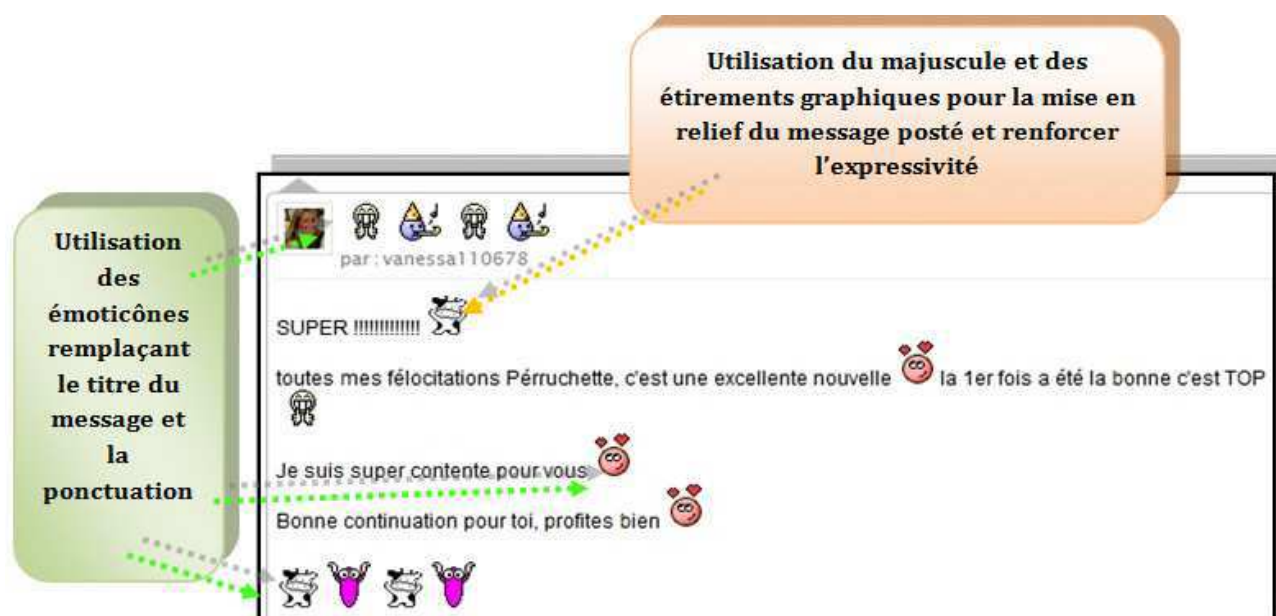 Utilisation du majuscule et des
étirements graphiques pour la mise en
relief du message posté et renforcer
l'expressivité
Utilisation
des
émoticônes
remplaçant
le titre du
message et
la
ponctuation
par : vanessa110678
SUPER !!!!!!!!!!!!!
toutes mes félocitations Pérruchette, c'est une excellente nouvelle la 1er fois a été la bonne c'est TOP
Je suis super contente pour vous
Bonne continuation pour toi, profites bien